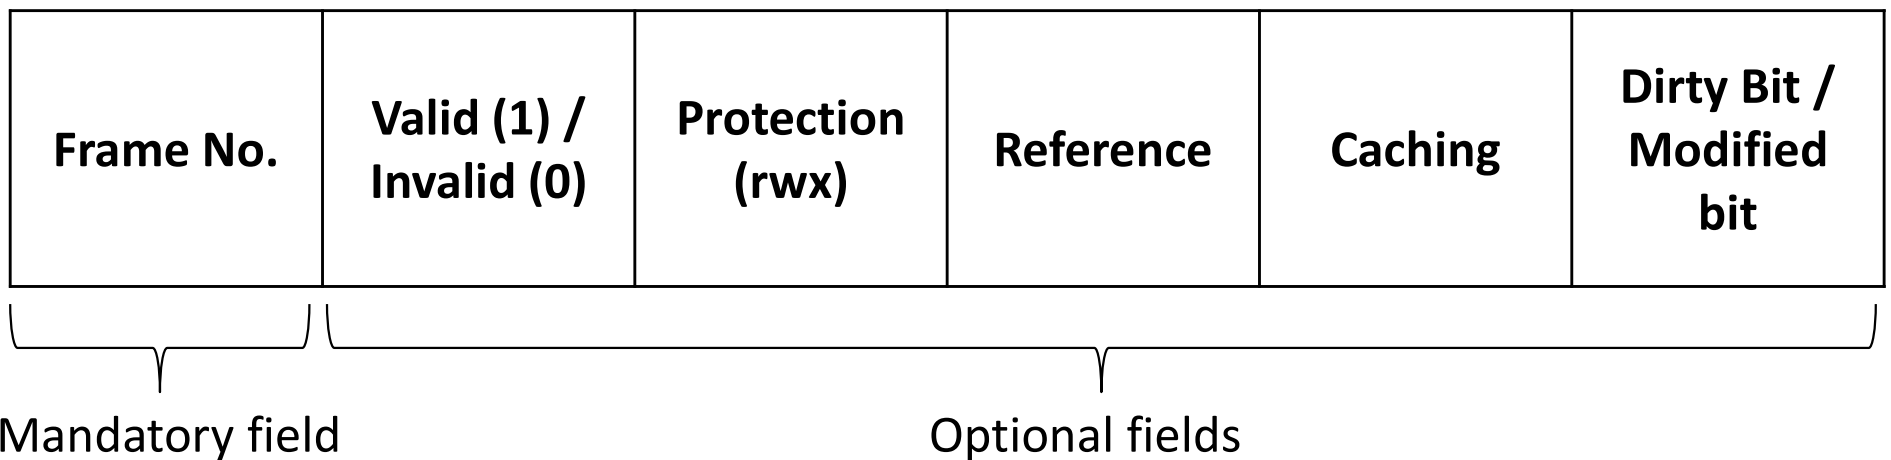 Frame No.
Valid (1) /
Invalid (0)
Protection
(rwx)
Reference
Caching
Dirty Bit /
Modified
bit
Mandatory field
Optional fields